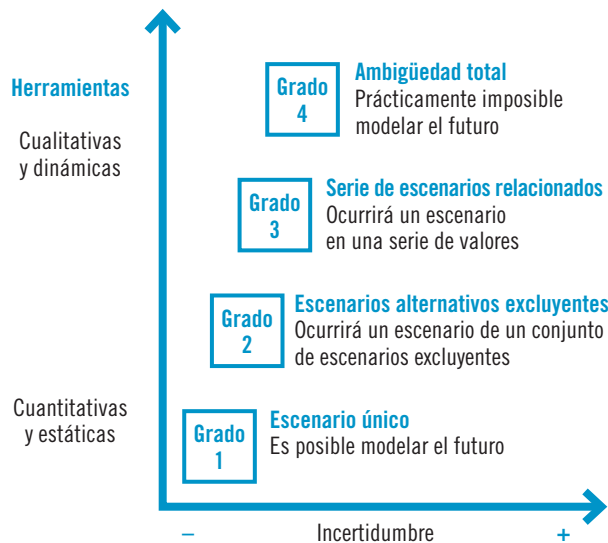 Herramientas
Cualitativas
y dinámicas
Cuantitativas
y estáticas
Grado
4
Ambigüedad total
Prácticamente imposible
modelar el futuro
Grado
3
Serie de escenarios relacionados
Ocurrirá un escenario
en una serie de valores
Grado
2
Escenarios alternativos excluyentes
Ocurrirá un escenario de un conjunto
de escenarios excluyentes
Grado
1
Escenario único
Es posible modelar el futuro
– Incertidumbre +